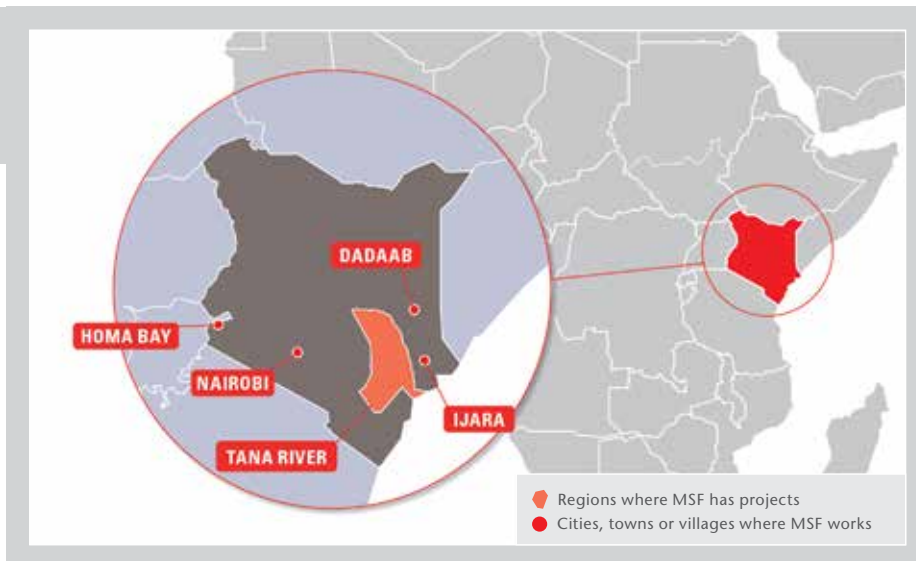 DADAAB
HOMA BAY
NAIROBI
IJARA
TANA RIVER
Regions where MSF has projects
Cities, towns or villages where MSF works